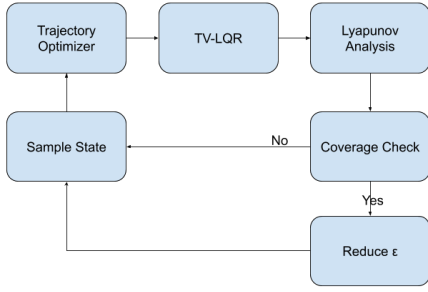 Trajectory
Optimizer
TV-LQR
Lyapunov
Analysis
Sample State
No
Coverage Check
Yes
Reduce ε